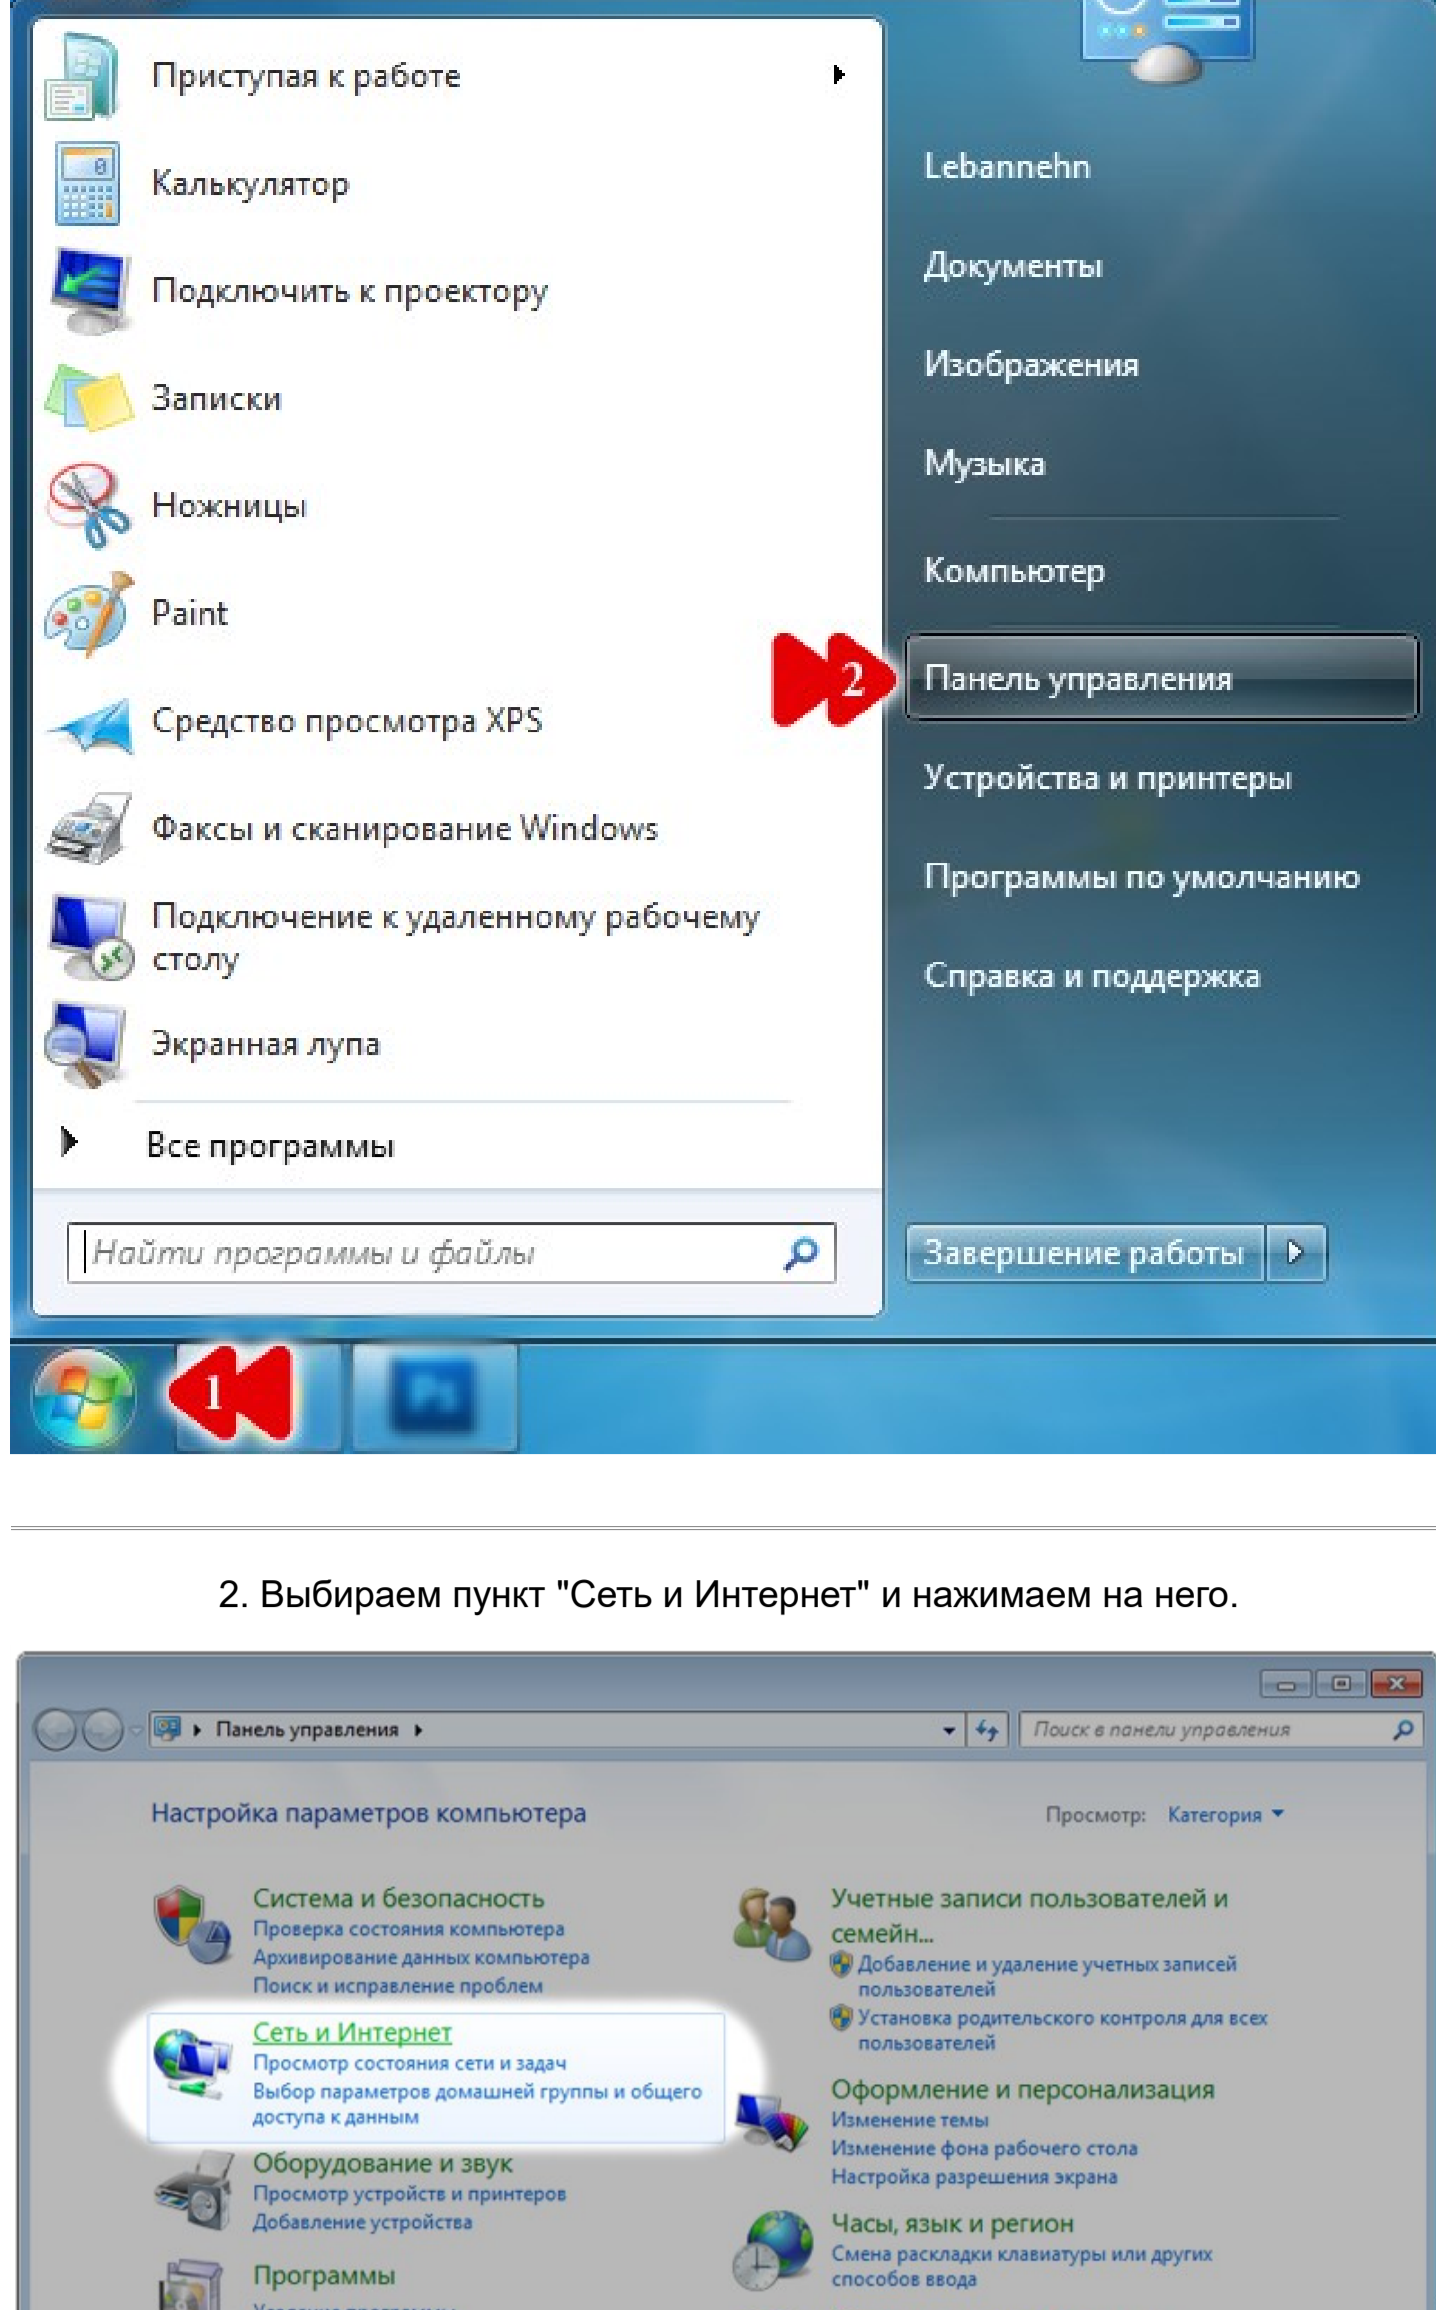 Приступая к работе
Калькулятор
Подключить к проектору
Записки
Ножницы
Paint
Средство просмотра XPS
Факсы и сканирование Windows
Подключение к удаленному рабочему
столу
Экранная лупа
Все программы
Найти программы и файлы
Lebannehn
Документы
Изображения
Музыка
Компьютер
2
Панель управления
Устройства и принтеры
Программы по умолчанию
Справка и поддержка
Завершение работы
1
Ps
2. Выбираем пункт "Сеть и Интернет" и нажимаем на него.
Панель управления
Поиск в панели управления
Настройка параметров компьютера
Просмотр: Категория
Система и безопасность
Проверка состояния компьютера
Архивирование данных компьютера
Поиск и исправление проблем
Сеть и Интернет
Просмотр состояния сети и задач
Выбор параметров домашней группы и общего
доступа к данным
Оборудование и звук
Просмотр устройств и принтеров
Добавление устройства
Программы
Учетные записи пользователей и
семейн...
Добавление и удаление учетных записей
пользователей
Установка родительского контроля для всех
пользователей
Оформление и персонализация
Изменение темы
Изменение фона рабочего стола
Настройка разрешения экрана
Часы, язык и регион
Смена раскладки клавиатуры или других
способов ввода